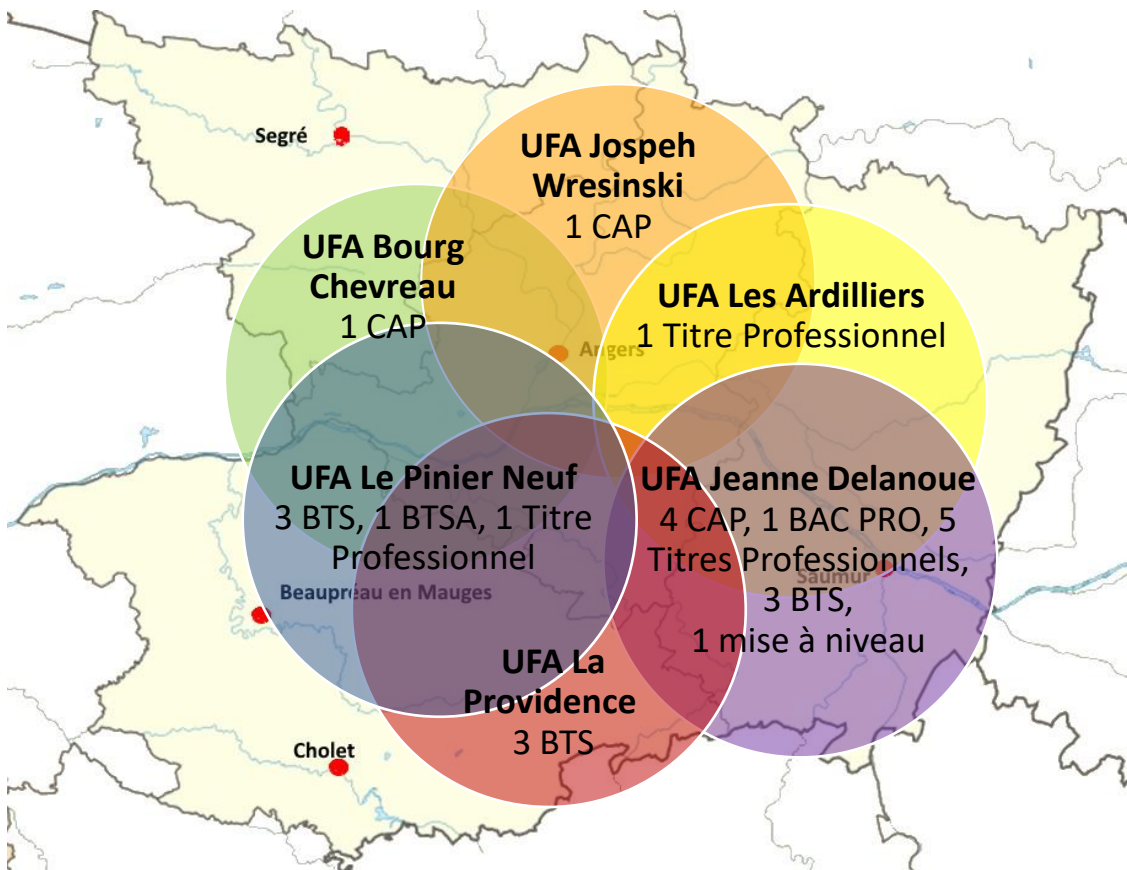 Segré
UFA Jospeh
Wresinski
1 CAP
UFA Bourg
Chevreau
1 CAP
UFA Les Ardilliers
1 Titre Professionnel
Angers
UFA Le Pinier Neuf
3 BTS, 1 BTSA, 1 Titre
Professionnel
UFA Jeanne Delanoue
4 CAP, 1 BAC PRO, 5
Titres Professionnels,
3 BTS,
1 mise à niveau
Saumur
Beaupréau en Mauges
UFA La
Providence
3 BTS
Cholet